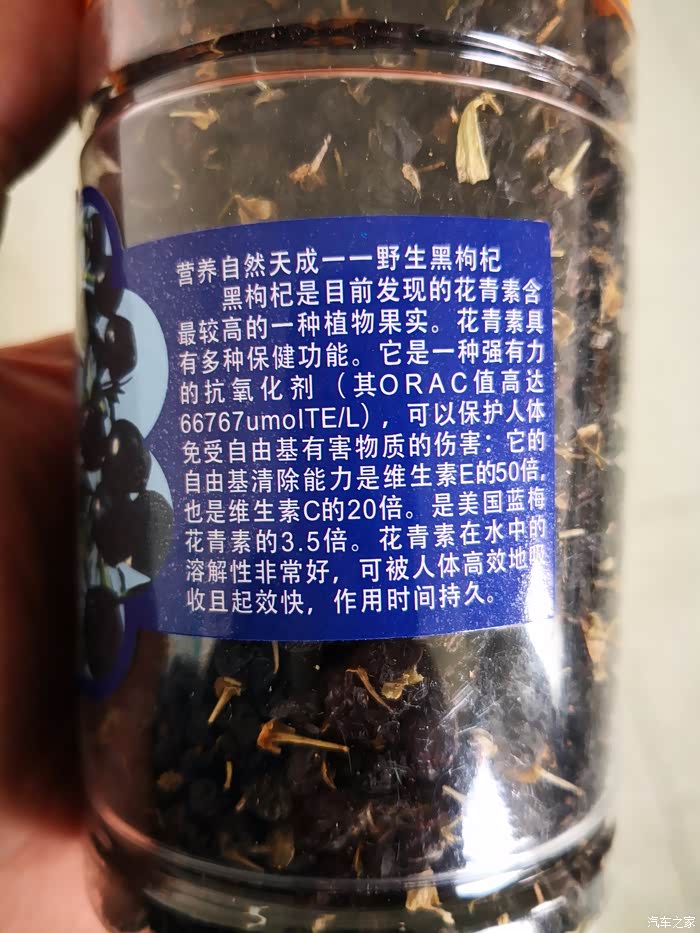 营养自然天成一一野生黑枸杞
黑枸杞是目前发现的花青素含
最较高的一种植物果实。花青素具
有多种保健功能。它是一种强有力
的抗氧化剂（其ORAC值高达
66767umolTE/L），可以保护人体
免受自由基有害物质的伤害：它的
自由基清除能力是维生素E的50倍,
也是维生素C的20倍。是美国蓝梅
花青素的3.5倍。花青素在水中的
溶解性非常好，可被人体高效地吸
收且起效快，作用时间持久。
汽车之家